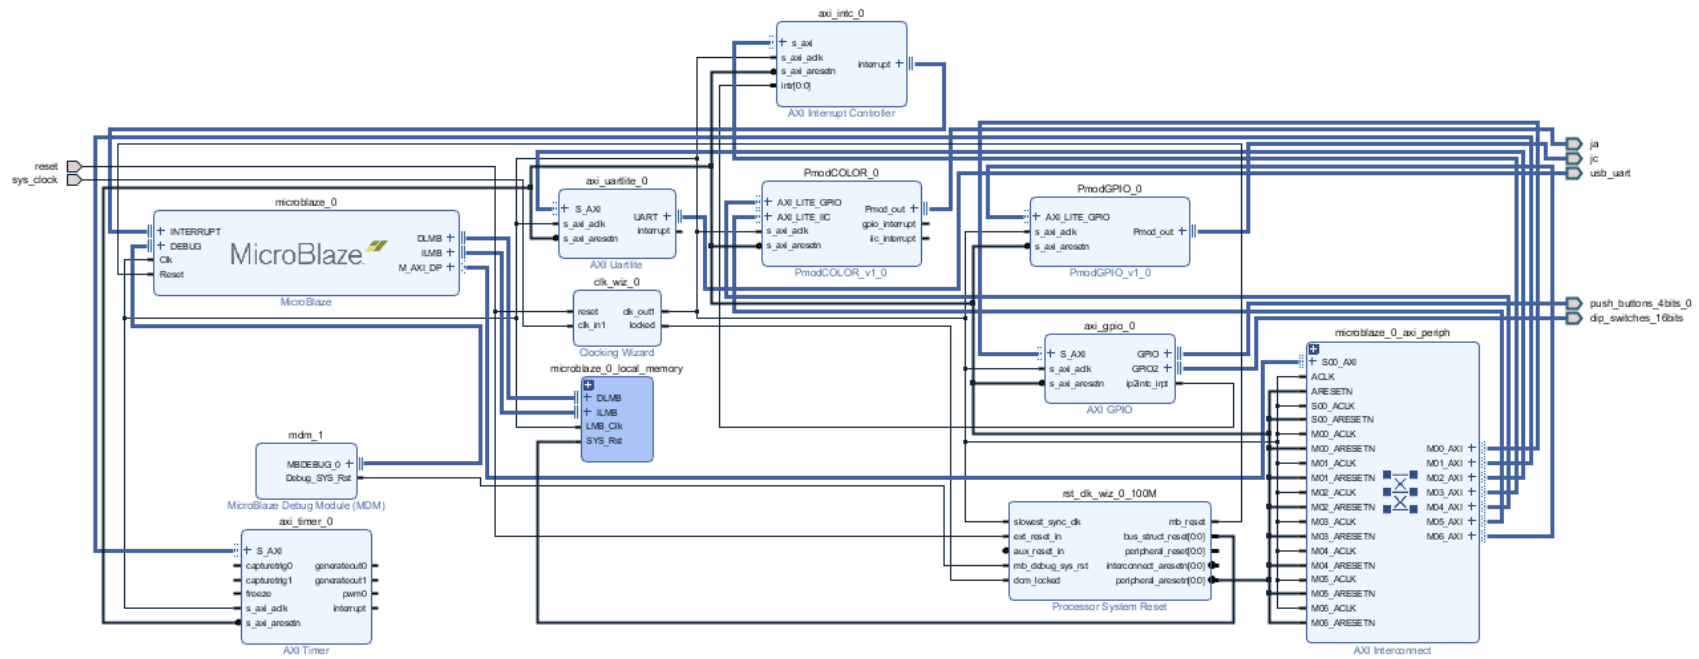 axi_intc_0
s_axi
s_axi_aclk
s_axi_aresetn
intr[0:0]
interrupt
AXI Interrupt Controller
reset
sys_clock
ja
jc
usb_uart
push_buttons_4bits_0
dip_switches_16bits
microblaze_0
INTERRUPT
DEBUG
Clk
Reset
MicroBlaze
DLMB
ILMB
M_AXI_DP
MicroBlaze
axi_uartlite_0
S_AXI
s_axi_aclk
s_axi_aresetn
UART
interrupt
AXI Uartlite
PmodCOLOR_0
AXI_LITE_GPIO
AXI_LITE_IIC
s_axi_aclk
s_axi_aresetn
Pmod_out
gpio_interrupt
iic_interrupt
PmodCOLOR_v1_0
PmodGPIO_0
AXI_LITE_GPIO
s_axi_aclk
s_axi_aresetn
Pmod_out
PmodGPIO_v1_0
clk_wiz_0
reset
clk_in1
clk_out1
locked
Clocking Wizard
microblaze_0_local_memory
DLMB
ILMB
LMB_Clk
SYS_Rst
axi_gpio_0
S_AXI
s_axi_aclk
s_axi_aresetn
GPIO
GPIO2
ip2intc_irpt
AXI GPIO
mdm_1
MBDEBUG_0
Debug_SYS_Rst
MicroBlaze Debug Module (MDM)
axi_timer_0
S_AXI
capturetrig0
capturetrig1
freeze
s_axi_aclk
s_axi_aresetn
generateout0
generateout1
pwm0
interrupt
AXI Timer
rst_clk_wiz_0_100M
slowest_sync_clk
ext_reset_in
aux_reset_in
mb_debug_sys_rst
dcm_locked
mb_reset
bus_struct_reset[0:0]
peripheral_reset[0:0]
interconnect_aresetn[0:0]
peripheral_aresetn[0:0]
Processor System Reset
microblaze_0_axi_periph
S00_AXI
ACLK
ARESETN
S00_ACLK
S00_ARESETN
M00_ACLK
M00_ARESETN
M01_ACLK
M01_ARESETN
M02_ACLK
M02_ARESETN
M03_ACLK
M03_ARESETN
M04_ACLK
M04_ARESETN
M05_ACLK
M05_ARESETN
M06_ACLK
M06_ARESETN
M00_AXI
M01_AXI
M02_AXI
M03_AXI
M04_AXI
M05_AXI
M06_AXI
AXI Interconnect